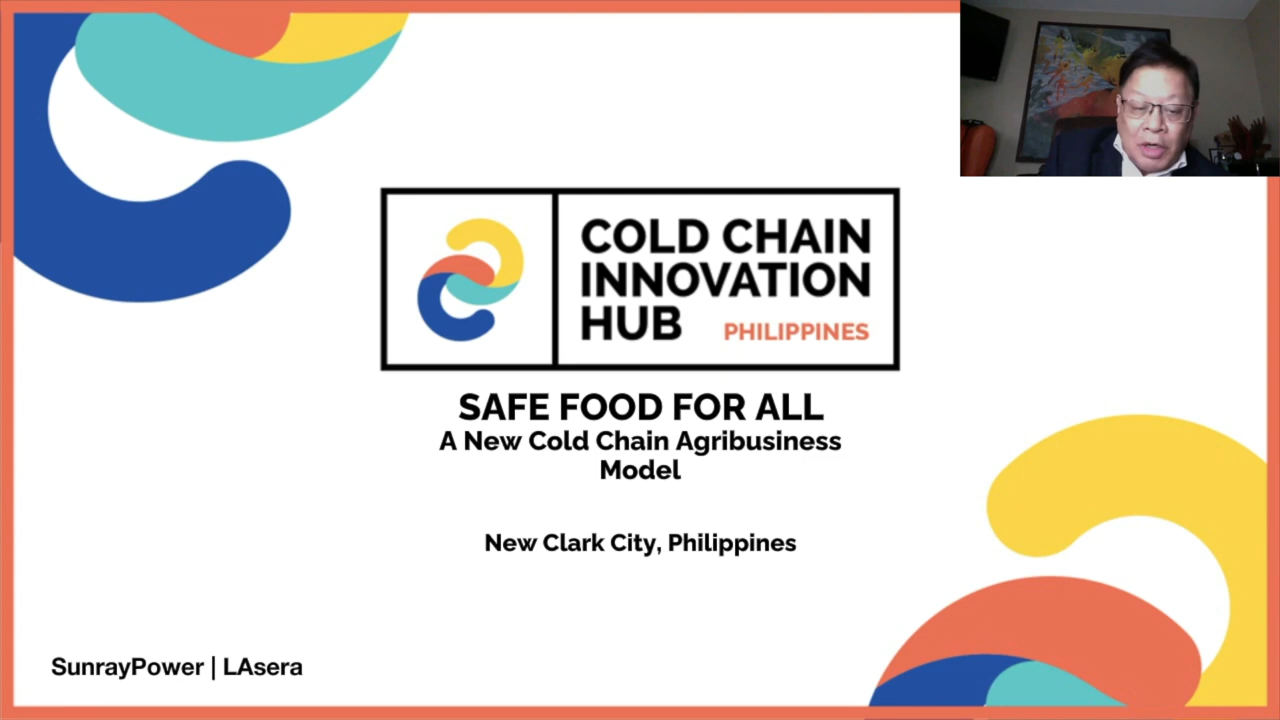 COLD CHAIN
INNOVATION
HUB PHILIPPINES
SAFE FOOD FOR ALL
A New Cold Chain Agribusiness
Model
New Clark City, Philippines
SunrayPower | LAsera